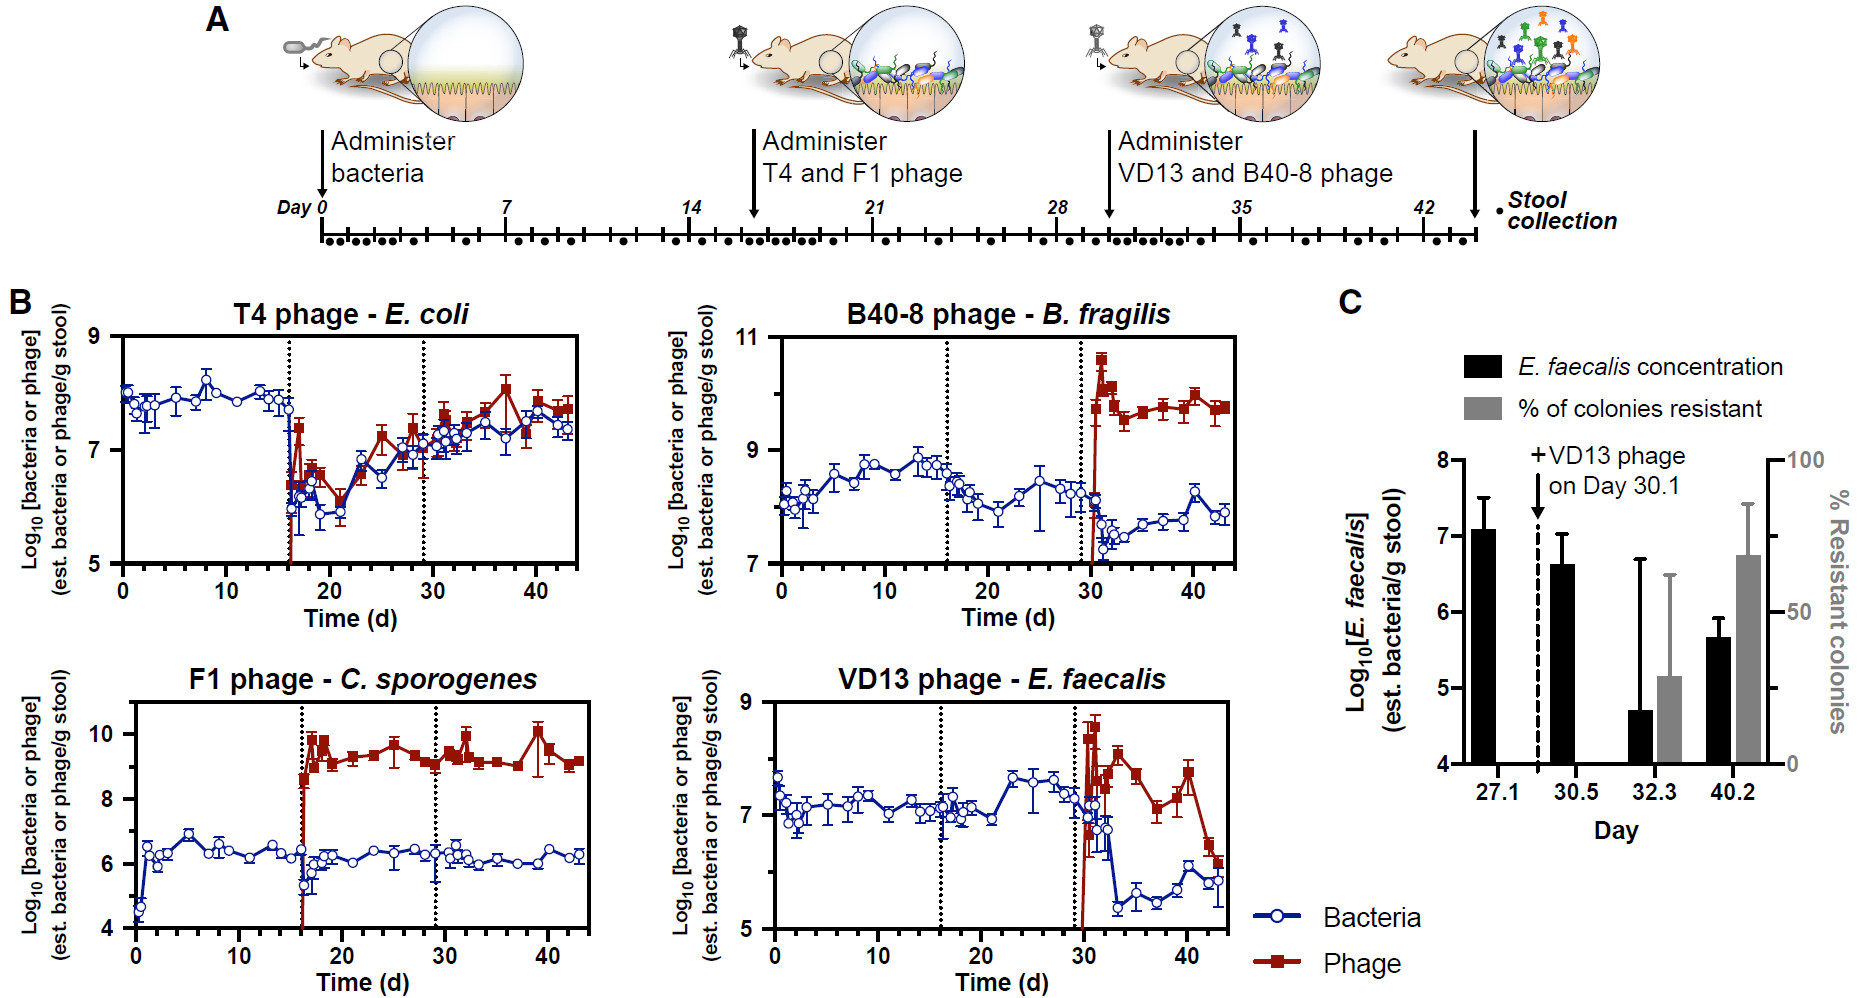 A
Administer
bacteria
Administer
T4 and F1 phage
Administer
VD13 and B40-8 phage
Day 0
7
14
21
28
35
42
Stool
collection
B
T4 phage - E. coli
Log10 [bacteria or phage]
(est. bacteria or phage/g stool)
9
7
5
0
10
20
30
40
Time (d)
B40-8 phage - B. fragilis
Log10 [bacteria or phage]
(est. bacteria or phage/g stool)
11
9
7
0
10
20
30
40
Time (d)
F1 phage - C. sporogenes
Log10 [bacteria or phage]
(est. bacteria or phage/g stool)
10
8
6
4
0
10
20
30
40
Time (d)
VD13 phage - E. faecalis
Log10 [bacteria or phage]
(est. bacteria or phage/g stool)
9
7
5
0
10
20
30
40
Time (d)
Bacteria
Phage
C
E. faecalis concentration
% of colonies resistant
+VD13 phage
on Day 30.1
Log10[E. faecalis]
(est. bacteria/g stool)
8
7
6
5
4
100
50
0
% Resistant colonies
27.1
30.5
32.3
40.2
Day